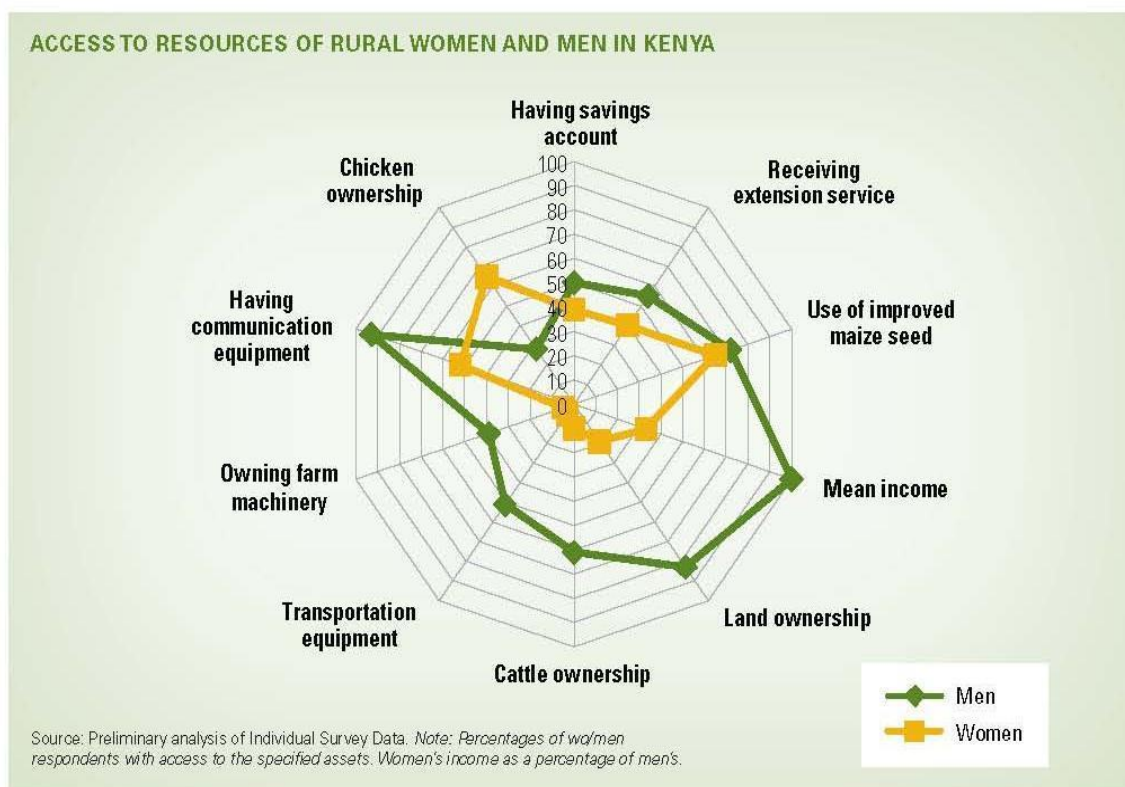 ACCESS TO RESOURCES OF RURAL WOMEN AND MEN IN KENYA
Having savings
account
Chicken
ownership
Receiving
extension service
100
90
80
70
60
50
40
30
20
10
0
Having
communication
equipment
Use of improved
maize seed
Owning farm
machinery
Mean income
Transportation
equipment
Land ownership
Cattle ownership
Men
Women
Source: Preliminary analysis of Individual Survey Data. Note: Percentages of wo/men
respondents with access to the specified assets. Women's income as a percentage of men's.